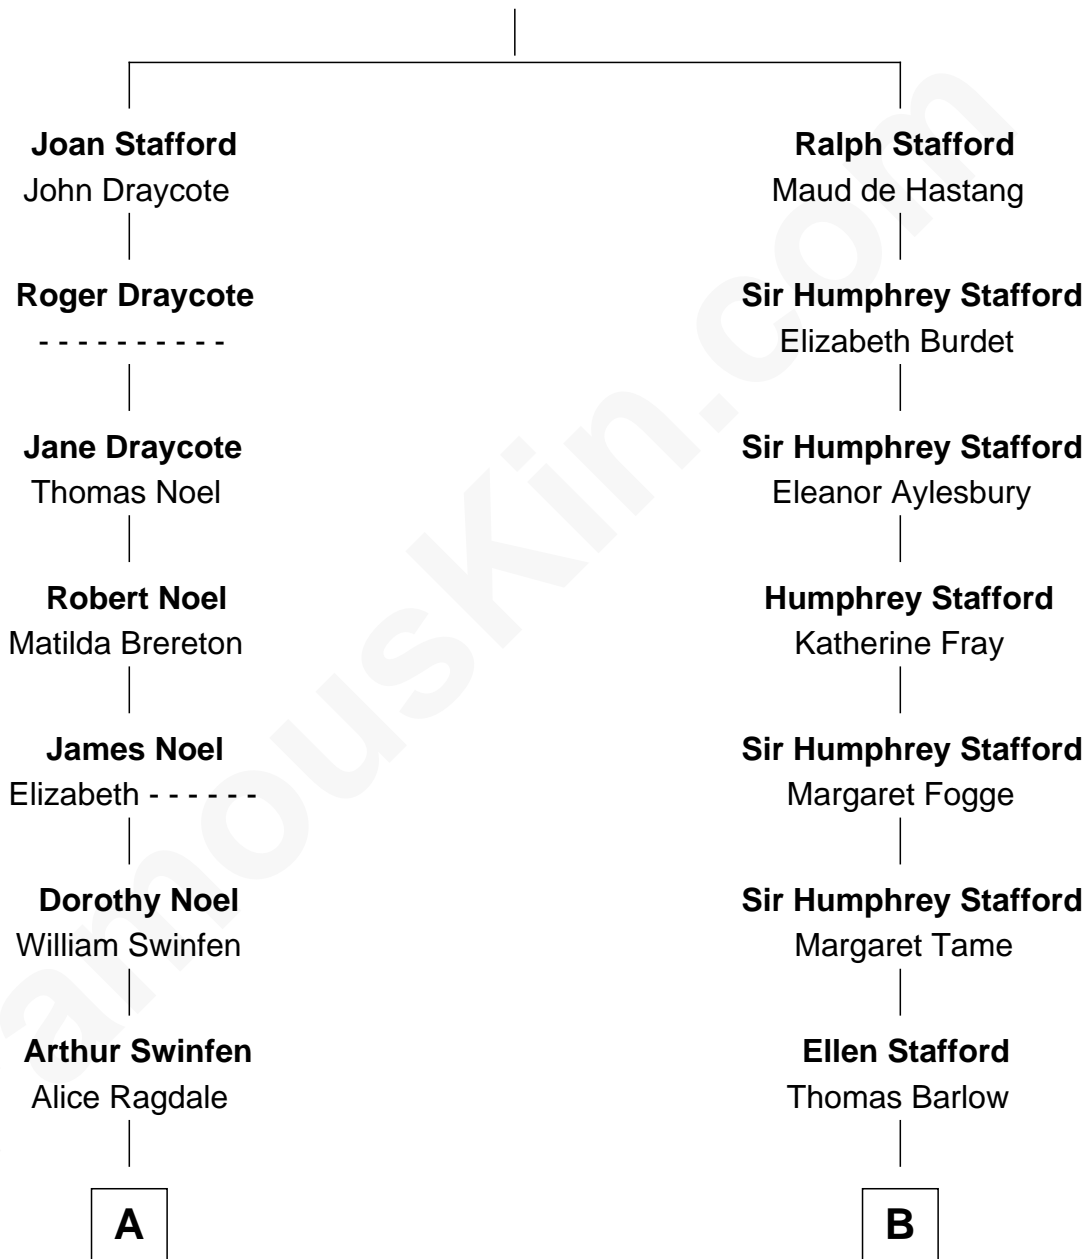 Joan Stafford
John Draycote
Roger Draycote
- - - - - - - - - -
Jane Draycote
Thomas Noel
Robert Noel
Matilda Brereton
James Noel
Elizabeth - - - - - -
Dorothy Noel
William Swinfen
Arthur Swinfen
Alice Ragdale
A
Ralph Stafford
Maud de Hastang
Sir Humphrey Stafford
Elizabeth Burdet
Sir Humphrey Stafford
Eleanor Aylesbury
Humphrey Stafford
Katherine Fray
Sir Humphrey Stafford
Margaret Fogge
Sir Humphrey Stafford
Margaret Tame
Ellen Stafford
Thomas Barlow
B
amousKin.com